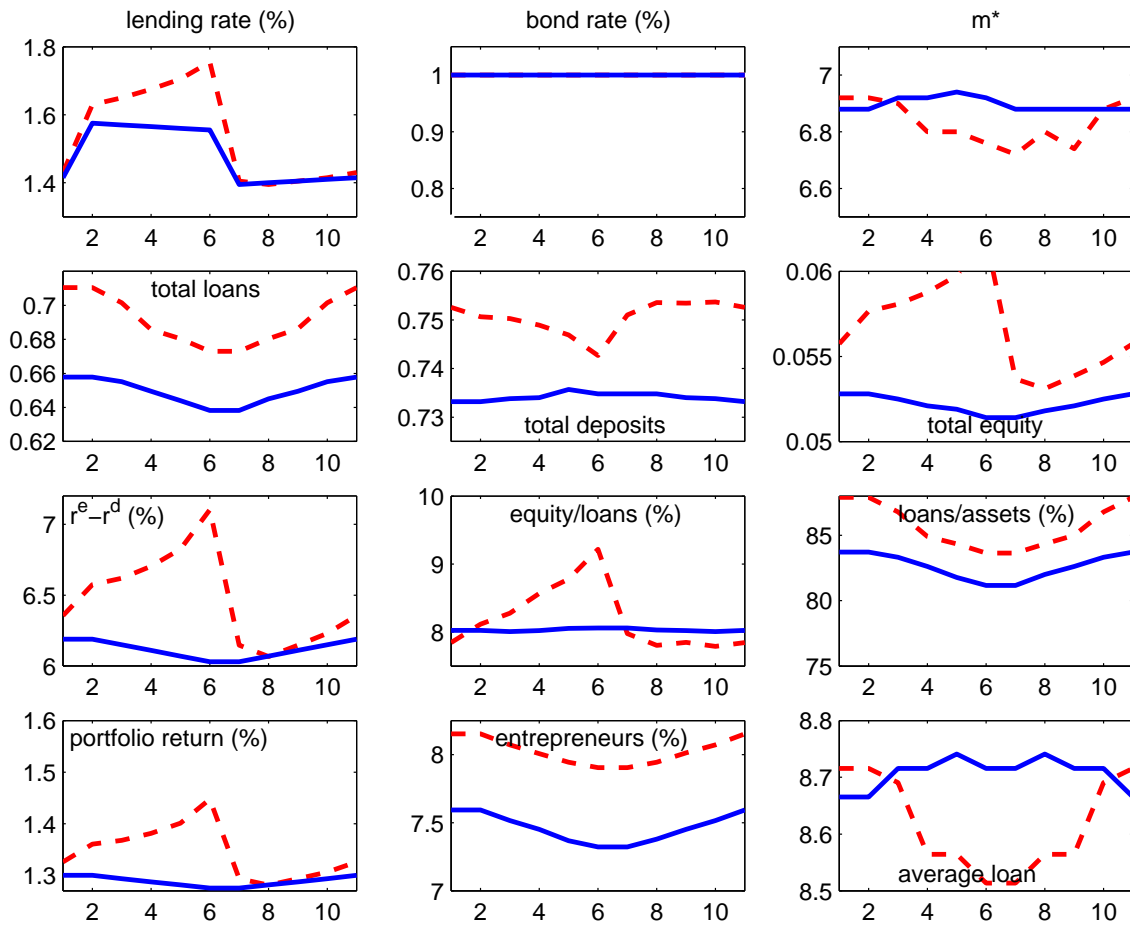 lending rate (%)
bond rate (%)
m*
1.8
1.6
1.4
2 4 6 8 10
1
0.9
0.8
2 4 6 8 10
7
6.8
6.6
2 4 6 8 10
total loans
0.7
0.68
0.66
0.64
0.62
2 4 6 8 10
0.76
0.75
0.74
0.73
total deposits
2 4 6 8 10
0.06
0.055
0.05
total equity
2 4 6 8 10
r^e−r^d (%)
7
6.5
6
2 4 6 8 10
equity/loans (%)
10
9
8
2 4 6 8 10
loans/assets (%)
85
80
75
2 4 6 8 10
portfolio return (%)
1.6
1.5
1.4
1.3
2 4 6 8 10
entrepreneurs (%)
8
7.5
7
2 4 6 8 10
8.8
8.7
8.6
8.5
average loan
2 4 6 8 10